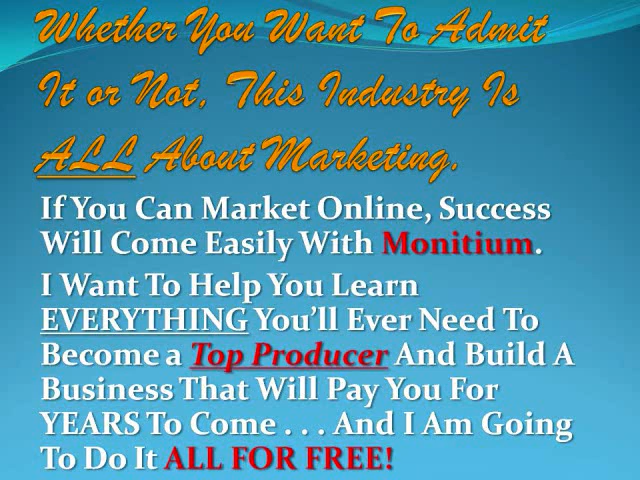 Whether You Want To Admit
It or Not, This Industry Is
ALL About Marketing.
If You Can Market Online, Success
Will Come Easily With Monitium.
I Want To Help You Learn
EVERYTHING You'll Ever Need To
Become a Top Producer And Build A
Business That Will Pay You For
YEARS To Come . . . And I Am Going
To Do It ALL FOR FREE!